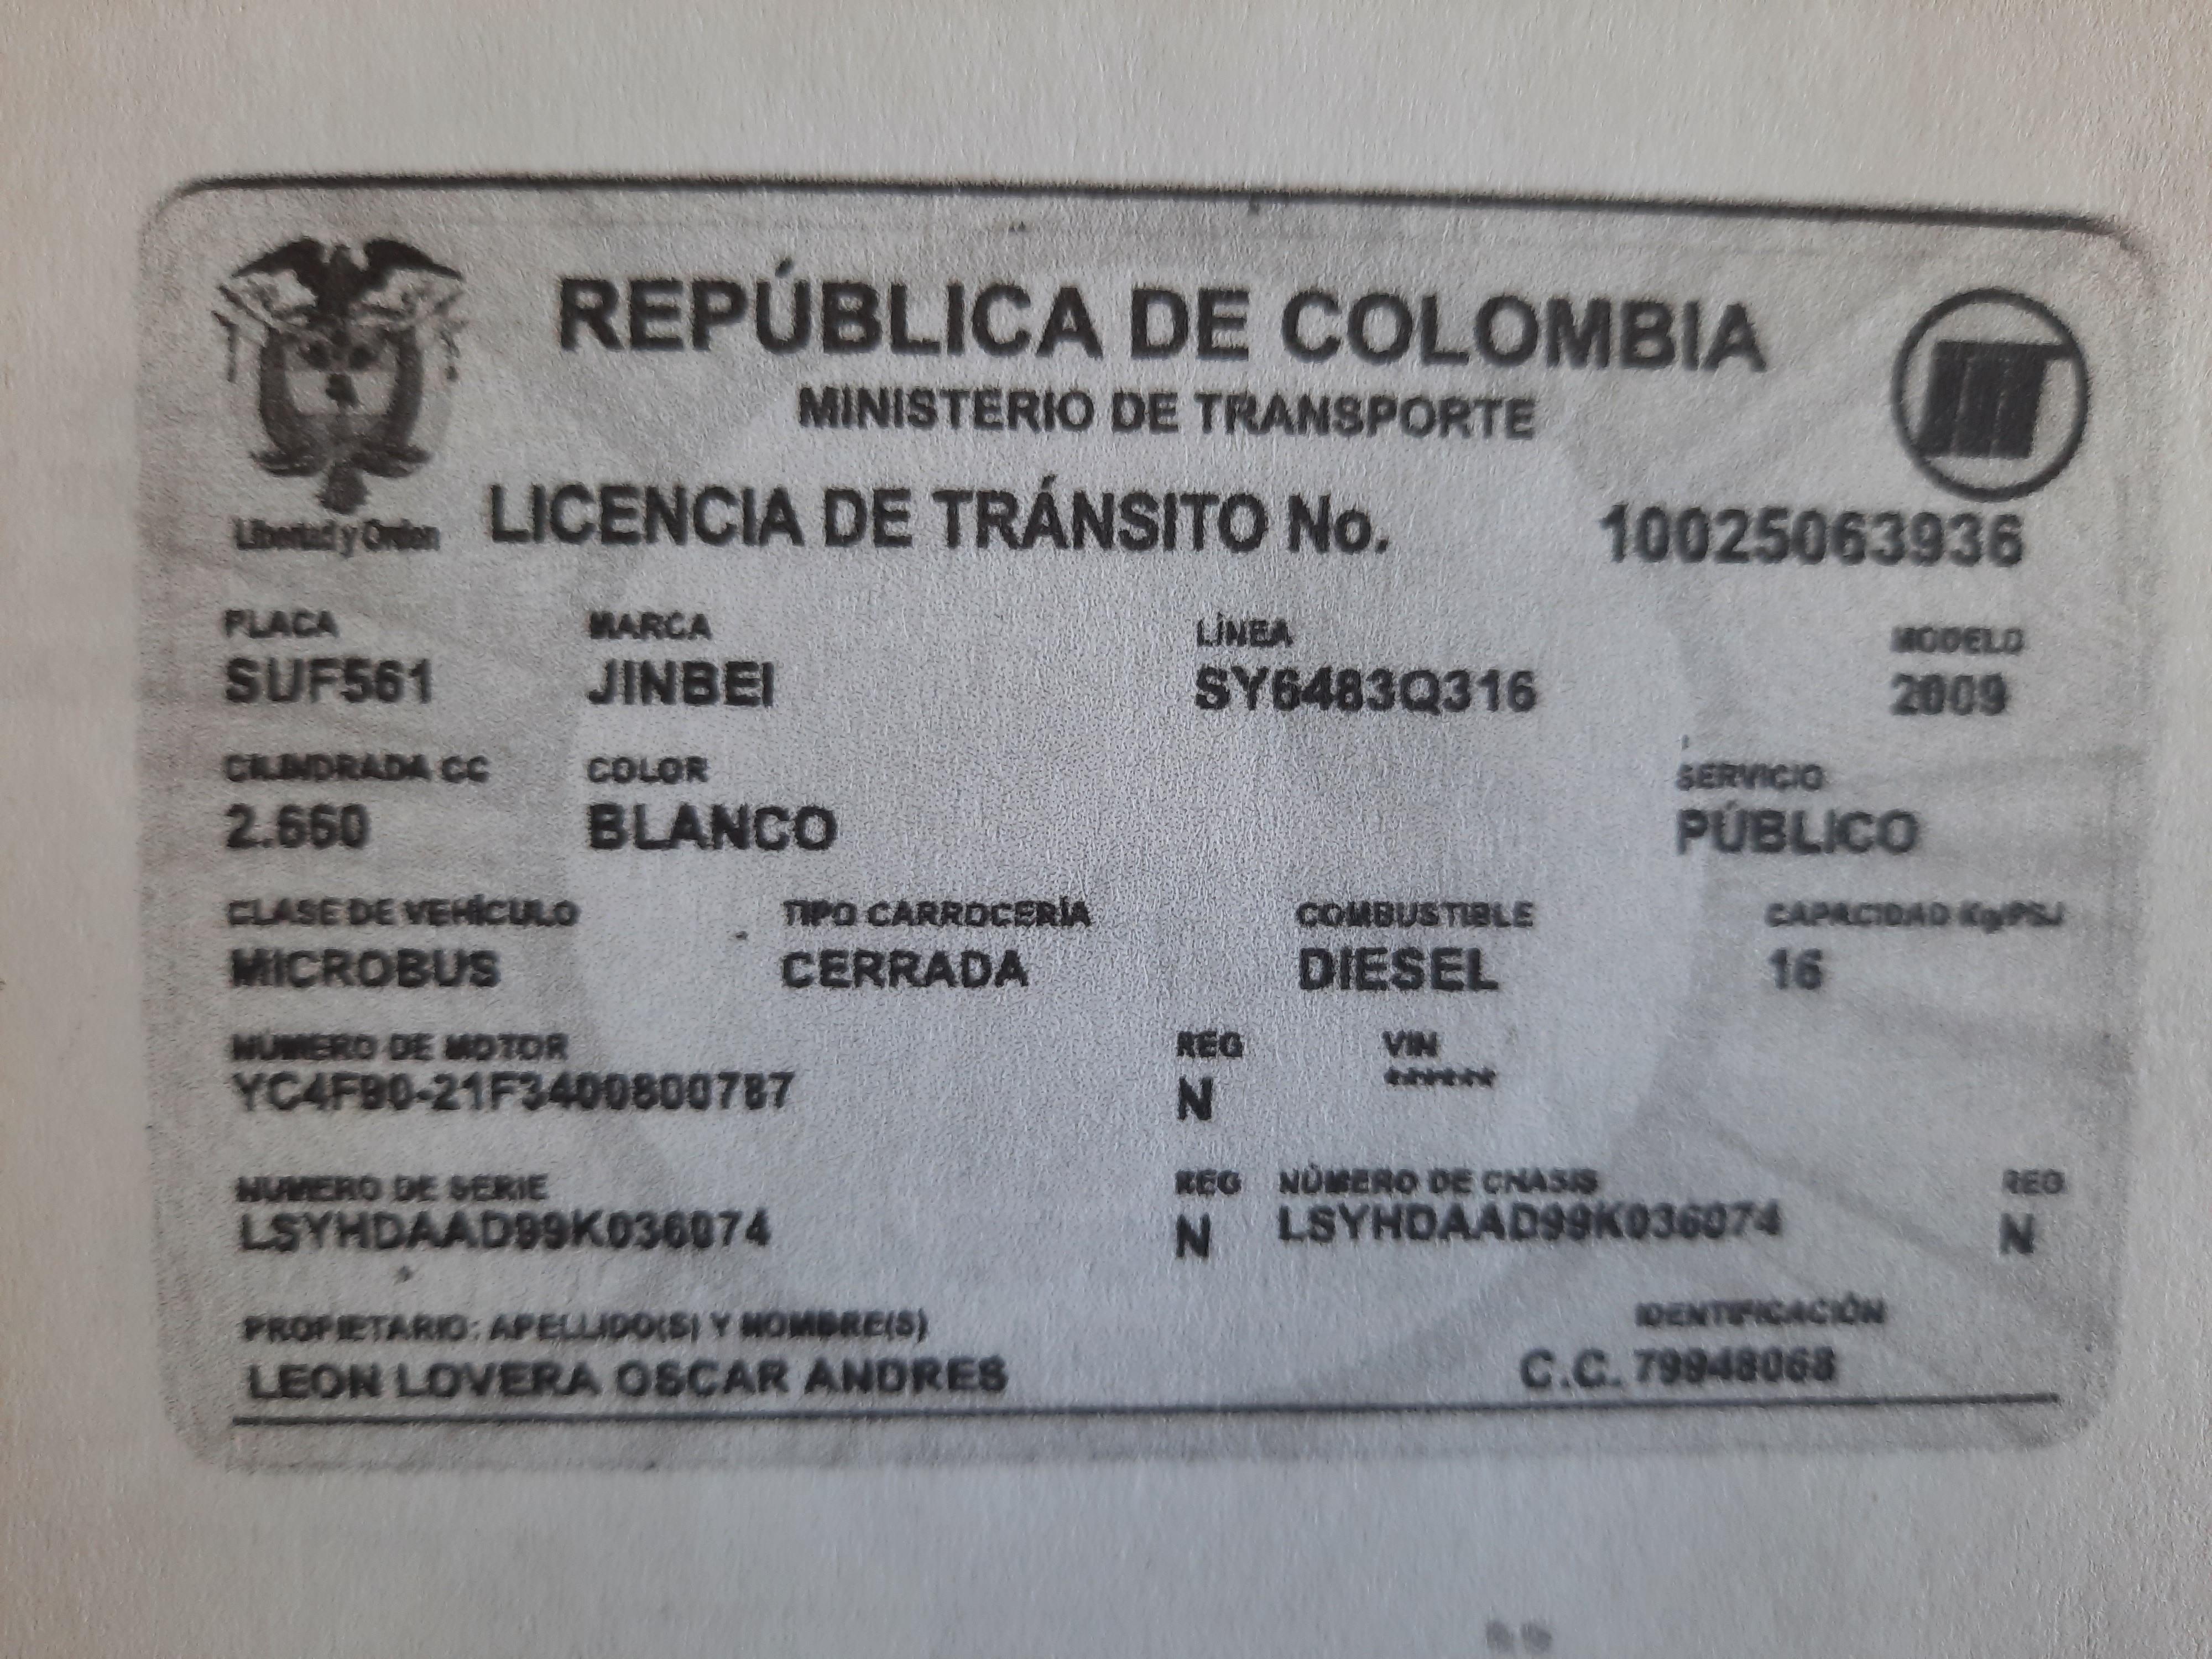 REPÚBLICA DE COLOMBIA
MINISTERIO DE TRANSPORTE
Libertad y Orden
LICENCIA DE TRÁNSITO No. 10025063936
PLACA MARCA LÍNEA MODELO
SUF561 JINBEI SY6483Q316 2009
CILINDRADA CC COLOR SERVICIO
2.660 BLANCO PÚBLICO
CLASE DE VEHÍCULO TIPO CARROCERÍA COMBUSTIBLE CAPACIDAD Kg/PSJ
MICROBUS CERRADA DIESEL 16
NÚMERO DE MOTOR REG VIN
YC4F90-21F3400800787 N ******
NÚMERO DE SERIE REG NÚMERO DE CHASIS REG
LSYHDAAD99K036074 N LSYHDAAD99K036074 N
PROPIETARIO: APELLIDO(S) Y NOMBRE(S) IDENTIFICACIÓN
LEON LOVERA OSCAR ANDRES C.C. 79948068